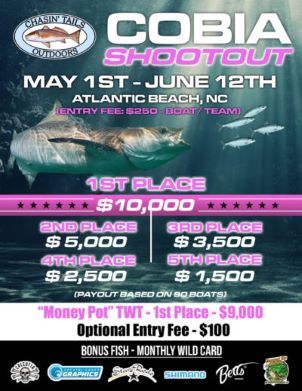 CHASIN' TAILS
OUTDOORS
COBIA
SHOOTOUT
MAY 1ST - JUNE 12TH
ATLANTIC BEACH, NC
(ENTRY FEE: $250 - BOAT/ TEAM)
1ST PLACE
$10,000
2ND PLACE
$ 5,000
3RD PLACE
$ 3,500
4TH PLACE
$ 2,500
5TH PLACE
$ 1,500
(PAYOUT BASED ON 90 BOATS)
"Money Pot" TWT - 1st Place - $9,000
Optional Entry Fee - $100
BONUS FISH - MONTHLY WILD CARD
GRAPHICS
SHIMANO
Betts